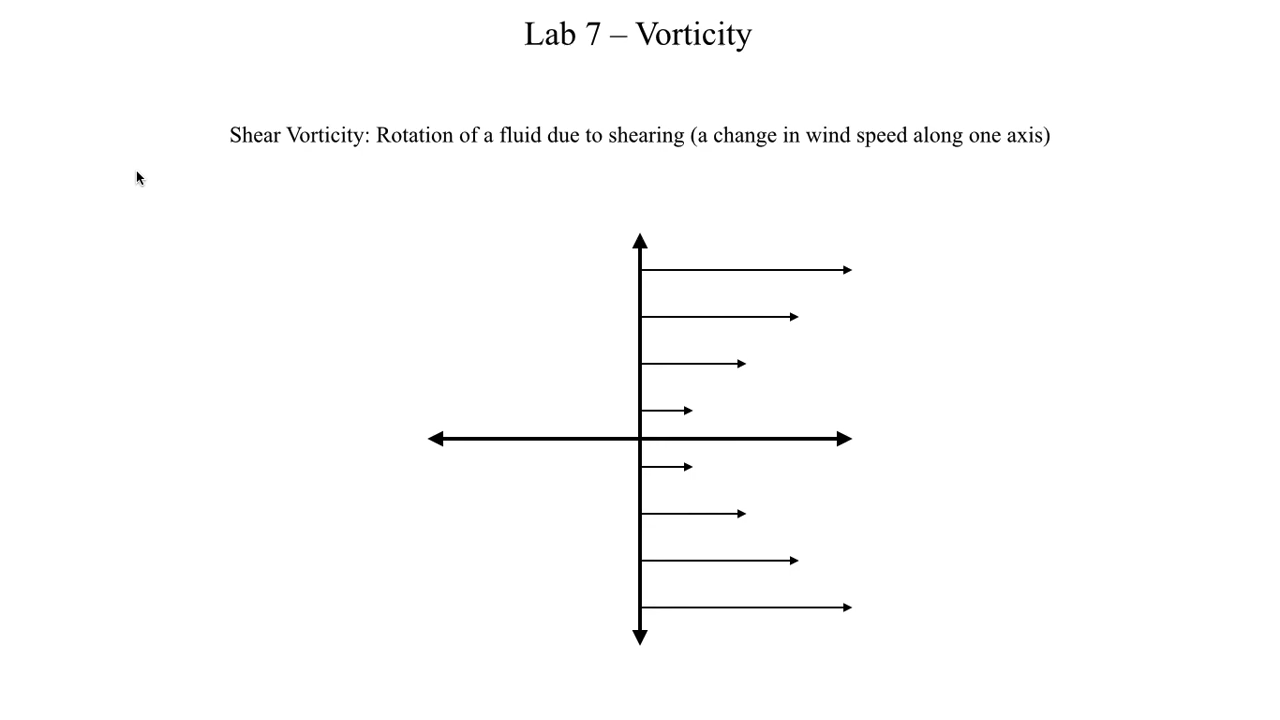 Lab 7 – Vorticity
Shear Vorticity: Rotation of a fluid due to shearing (a change in wind speed along one axis)